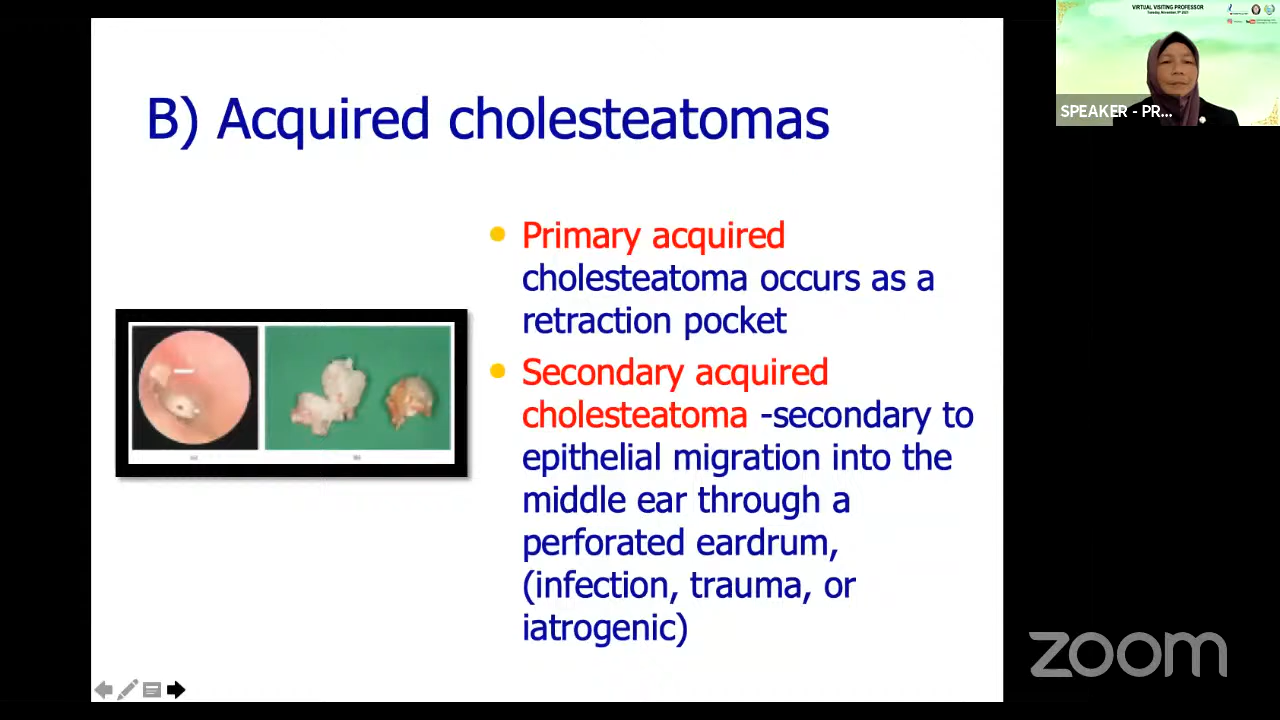 B) Acquired cholesteatomas
Primary acquired
cholesteatoma occurs as a
retraction pocket
Secondary acquired
cholesteatoma -secondary to
epithelial migration into the
middle ear through a
perforated eardrum,
(infection, trauma, or
iatrogenic)
VIRTUAL VISITING PROFESSOR
SPEAKER - PR...
zoom